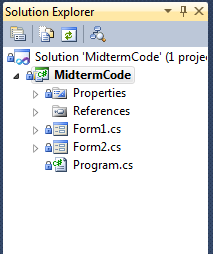 Solution Explorer
Solution 'MidtermCode' (1 proje
MidtermCode
Properties
References
Form1.cs
Form2.cs
Program.cs